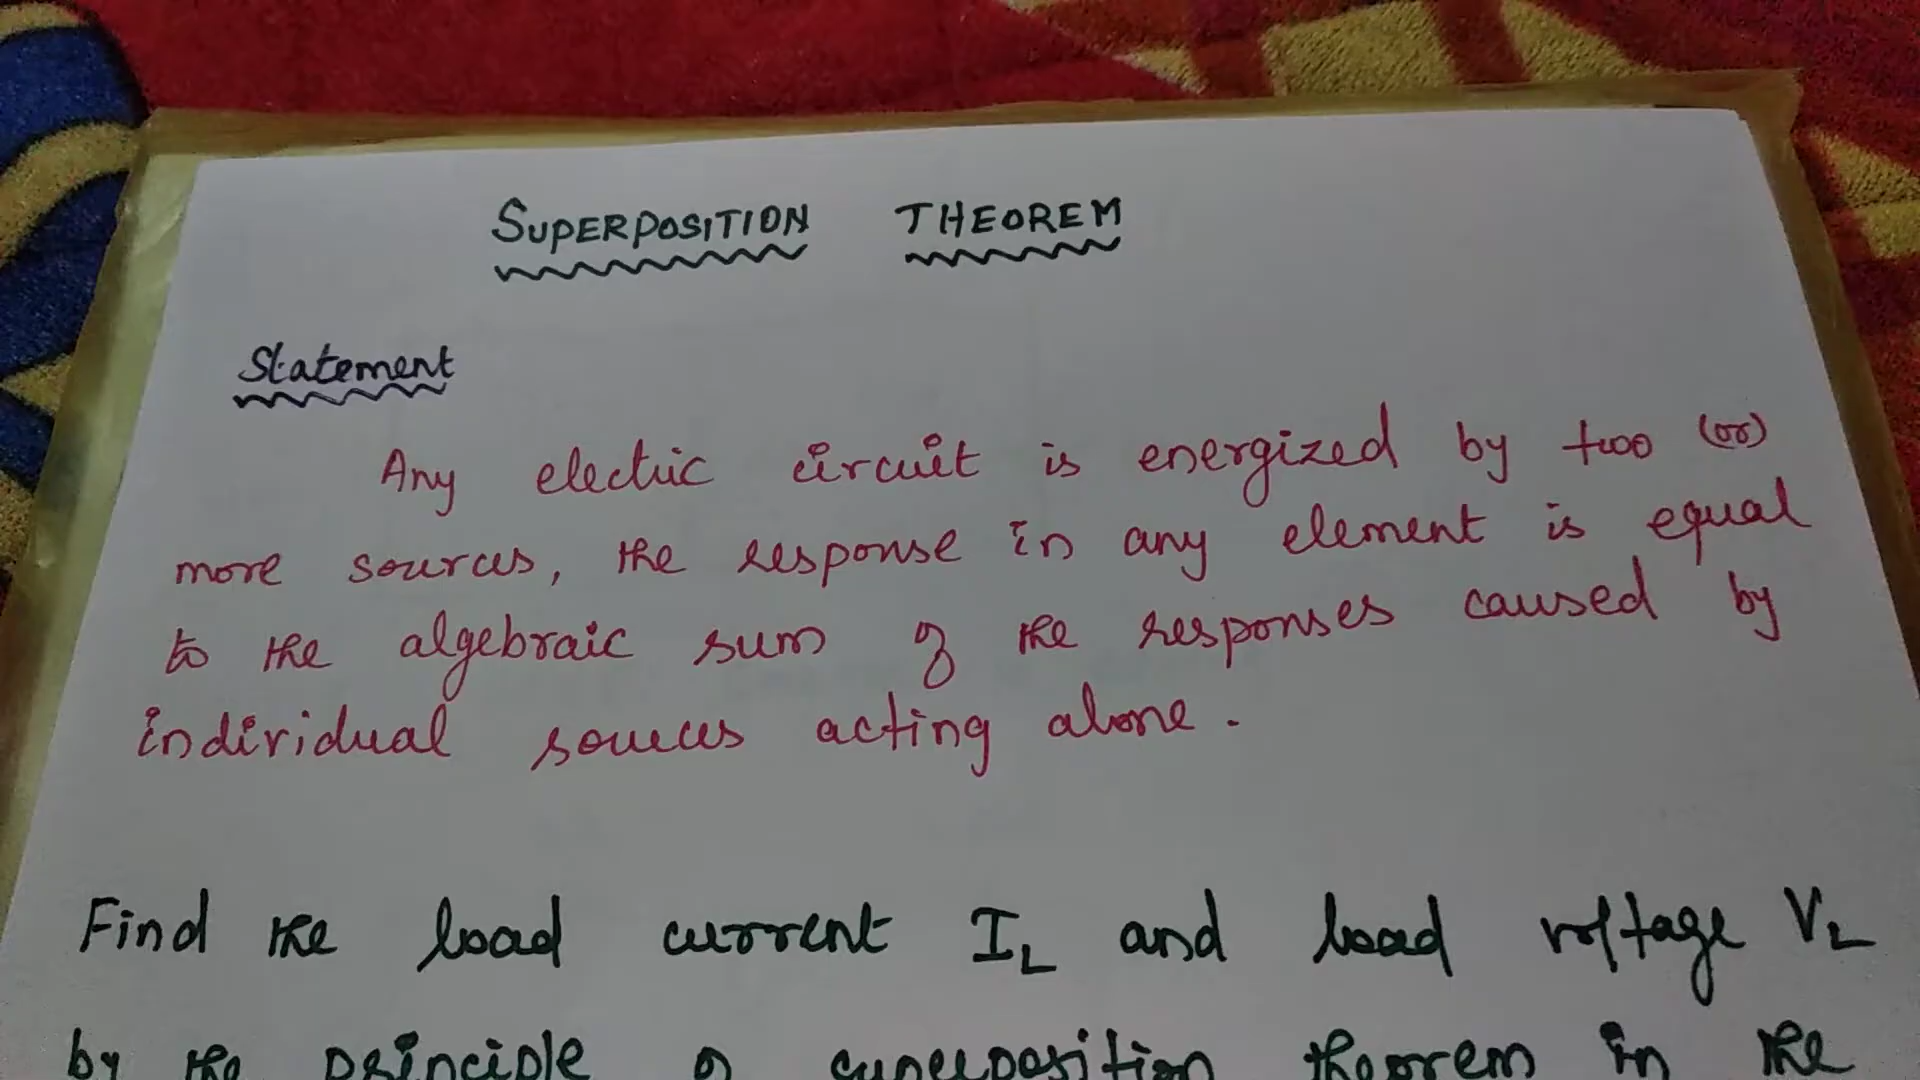 SUPERPOSITION THEOREM
Statement
Any electric circuit is energized by two (or)
more sources, the response in any element is equal
to the algebraic sum of the responses caused by
individual sources acting alone.
Find the load current I_L and load voltage V_L
by the principle of superposition theorem in the